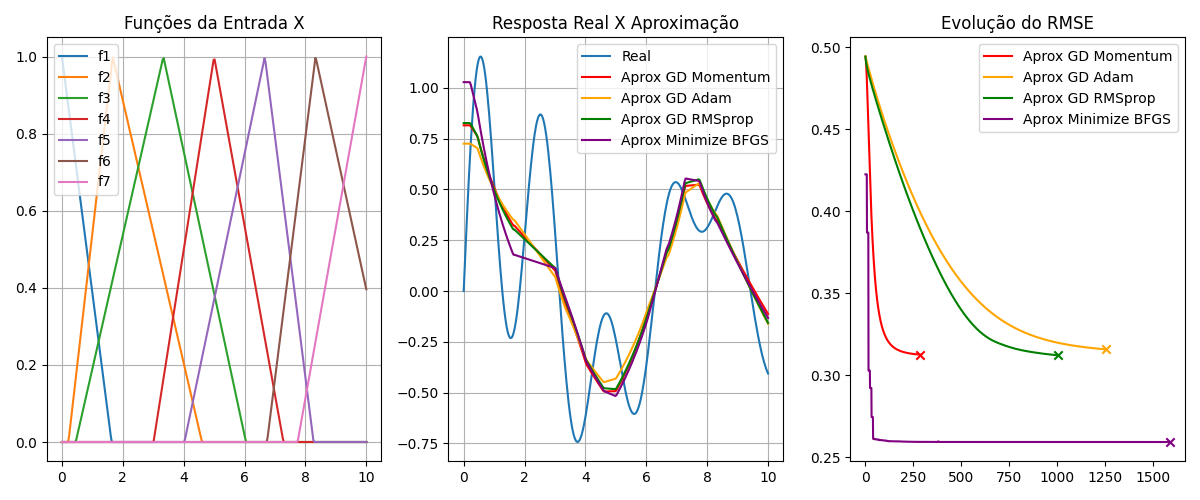 Funções da Entrada X
1.0
0.8
0.6
0.4
0.2
0.0
0
2
4
6
8
10
f1
f2
f3
f4
f5
f6
f7
Resposta Real X Aproximação
1.00
0.75
0.50
0.25
0.00
−0.25
−0.50
−0.75
0
2
4
6
8
10
Real
Aprox GD Momentum
Aprox GD Adam
Aprox GD RMSprop
Aprox Minimize BFGS
Evolução do RMSE
0.50
0.45
0.40
0.35
0.30
0.25
0
250
500
750
1000
1250
1500
Aprox GD Momentum
Aprox GD Adam
Aprox GD RMSprop
Aprox Minimize BFGS